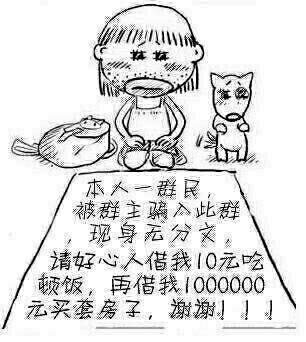 本人一群民，
被群主骗入此群
现身无分文，
请好心人借我10元吃
顿饭，再借我1000000
元买套房子，谢谢！！！